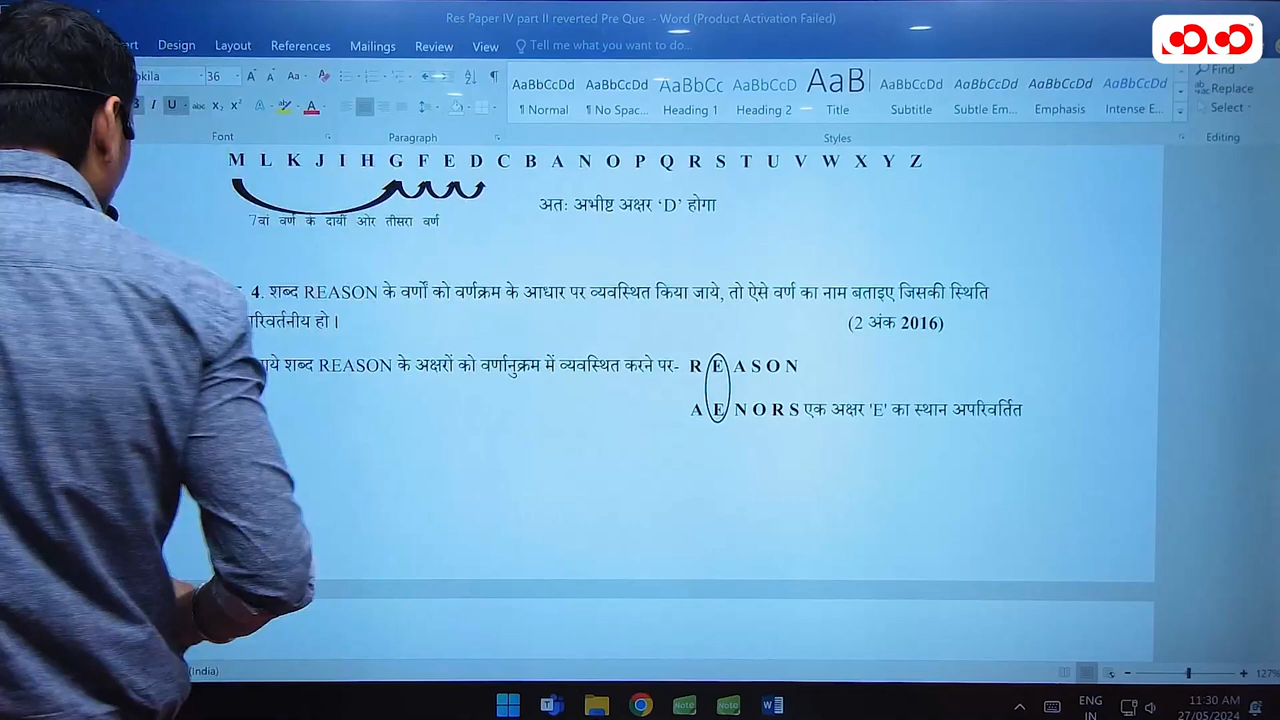 Res Paper IV part II reverted Pre Que - Word (Product Activation Failed)
Design Layout References Mailings Review View Tell me what you want to do...
36 Aa
AaBbCcDd AaBbCcDd AaBbCc AaBbCcD AaB AaBbCcDd AaBbCcDd AaBbCcDd AaBbCcDd
¶ Normal ¶ No Spac... Heading 1 Heading 2 Title Subtitle Subtle Em... Emphasis Intense E...
Find
Replace
Select
Font Paragraph Styles Editing
M L K J I H G F E D C B A N O P Q R S T U V W X Y Z
7वां वर्ण के दायीं ओर तीसरा वर्ण
अतः अभीष्ट अक्षर ‘D’ होगा
4. शब्द REASON के वर्णों को वर्णक्रम के आधार पर व्यवस्थित किया जाये, तो ऐसे वर्ण का नाम बताइए जिसकी स्थिति
हो। (2 अंक 2016)
शब्द REASON के अक्षरों को वर्णानुक्रम में व्यवस्थित करने पर- R E A S O N
A E N O R S एक अक्षर 'E' का स्थान अपरिवर्तित
(India)
127%
ENG
IN
11:30 AM
27/05/2024